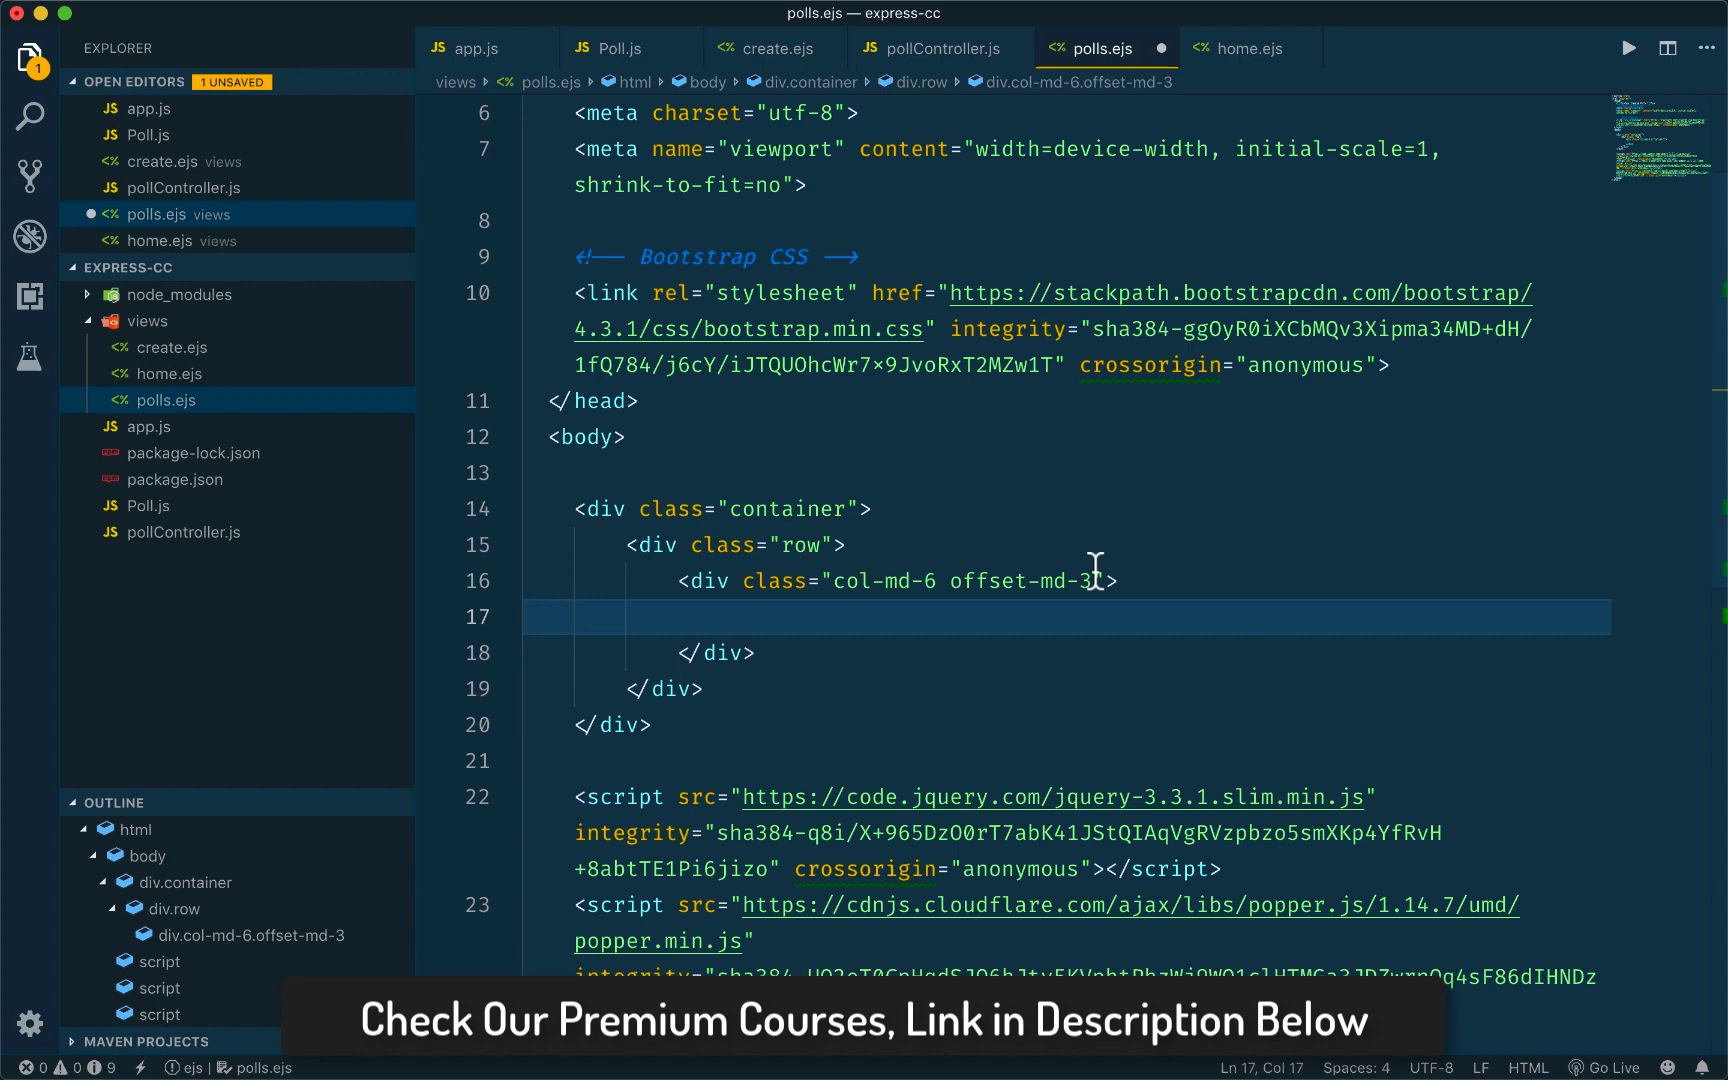 polls.ejs — express-cc
EXPLORER
OPEN EDITORS 1 UNSAVED
JS app.js
JS Poll.js
<% create.ejs views
JS pollController.js
<% polls.ejs views
<% home.ejs views
EXPRESS-CC
node_modules
views
<% create.ejs
<% home.ejs
<% polls.ejs
JS app.js
package-lock.json
package.json
JS Poll.js
JS pollController.js
OUTLINE
html
body
div.container
div.row
div.col-md-6.offset-md-3
script
script
script
MAVEN PROJECTS
JS app.js JS Poll.js <% create.ejs JS pollController.js <% polls.ejs <% home.ejs
views <% polls.ejs html body div.container div.row div.col-md-6.offset-md-3
6 <meta charset="utf-8">
7 <meta name="viewport" content="width=device-width, initial-scale=1,
shrink-to-fit=no">
8
9 <!-- Bootstrap CSS -->
10 <link rel="stylesheet" href="https://stackpath.bootstrapcdn.com/bootstrap/
4.3.1/css/bootstrap.min.css" integrity="sha384-ggOyR0iXCbMQv3Xipma34MD+dH/
1fQ784/j6cY/iJTQUOhcWr7x9JvoRxT2MZw1T" crossorigin="anonymous">
11 </head>
12 <body>
13
14 <div class="container">
15 <div class="row">
16 <div class="col-md-6 offset-md-3">
17
18 </div>
19 </div>
20 </div>
21
22 <script src="https://code.jquery.com/jquery-3.3.1.slim.min.js"
integrity="sha384-q8i/X+965DzO0rT7abK41JStQIAqVgRVzpbzo5smXKp4YfRvH
+8abtTE1Pi6jizo" crossorigin="anonymous"></script>
23 <script src="https://cdnjs.cloudflare.com/ajax/libs/popper.js/1.14.7/umd/
popper.min.js"
Check Our Premium Courses, Link in Description Below
0 0 9 ejs | polls.ejs Ln 17, Col 17 Spaces: 4 UTF-8 LF HTML Go Live